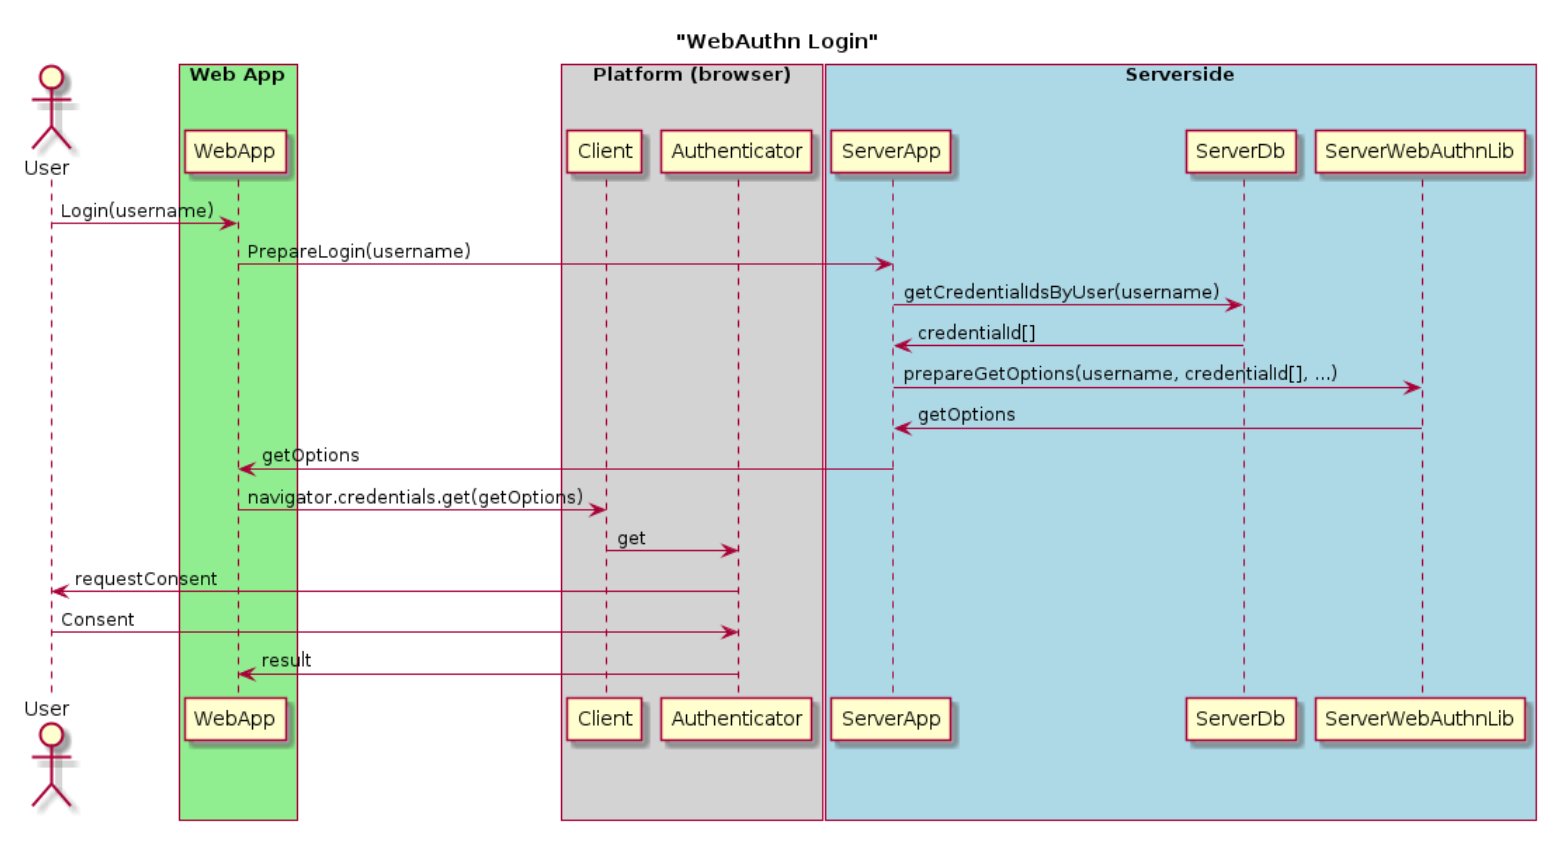 "WebAuthn Login"
Web App
Platform (browser)
Serverside
User
WebApp
Client
Authenticator
ServerApp
ServerDb
ServerWebAuthnLib
Login(username)
PrepareLogin(username)
getCredentialIdsByUser(username)
credentialId[]
prepareGetOptions(username, credentialId[], ...)
getOptions
getOptions
navigator.credentials.get(getOptions)
get
requestConsent
Consent
result
User
WebApp
Client
Authenticator
ServerApp
ServerDb
ServerWebAuthnLib